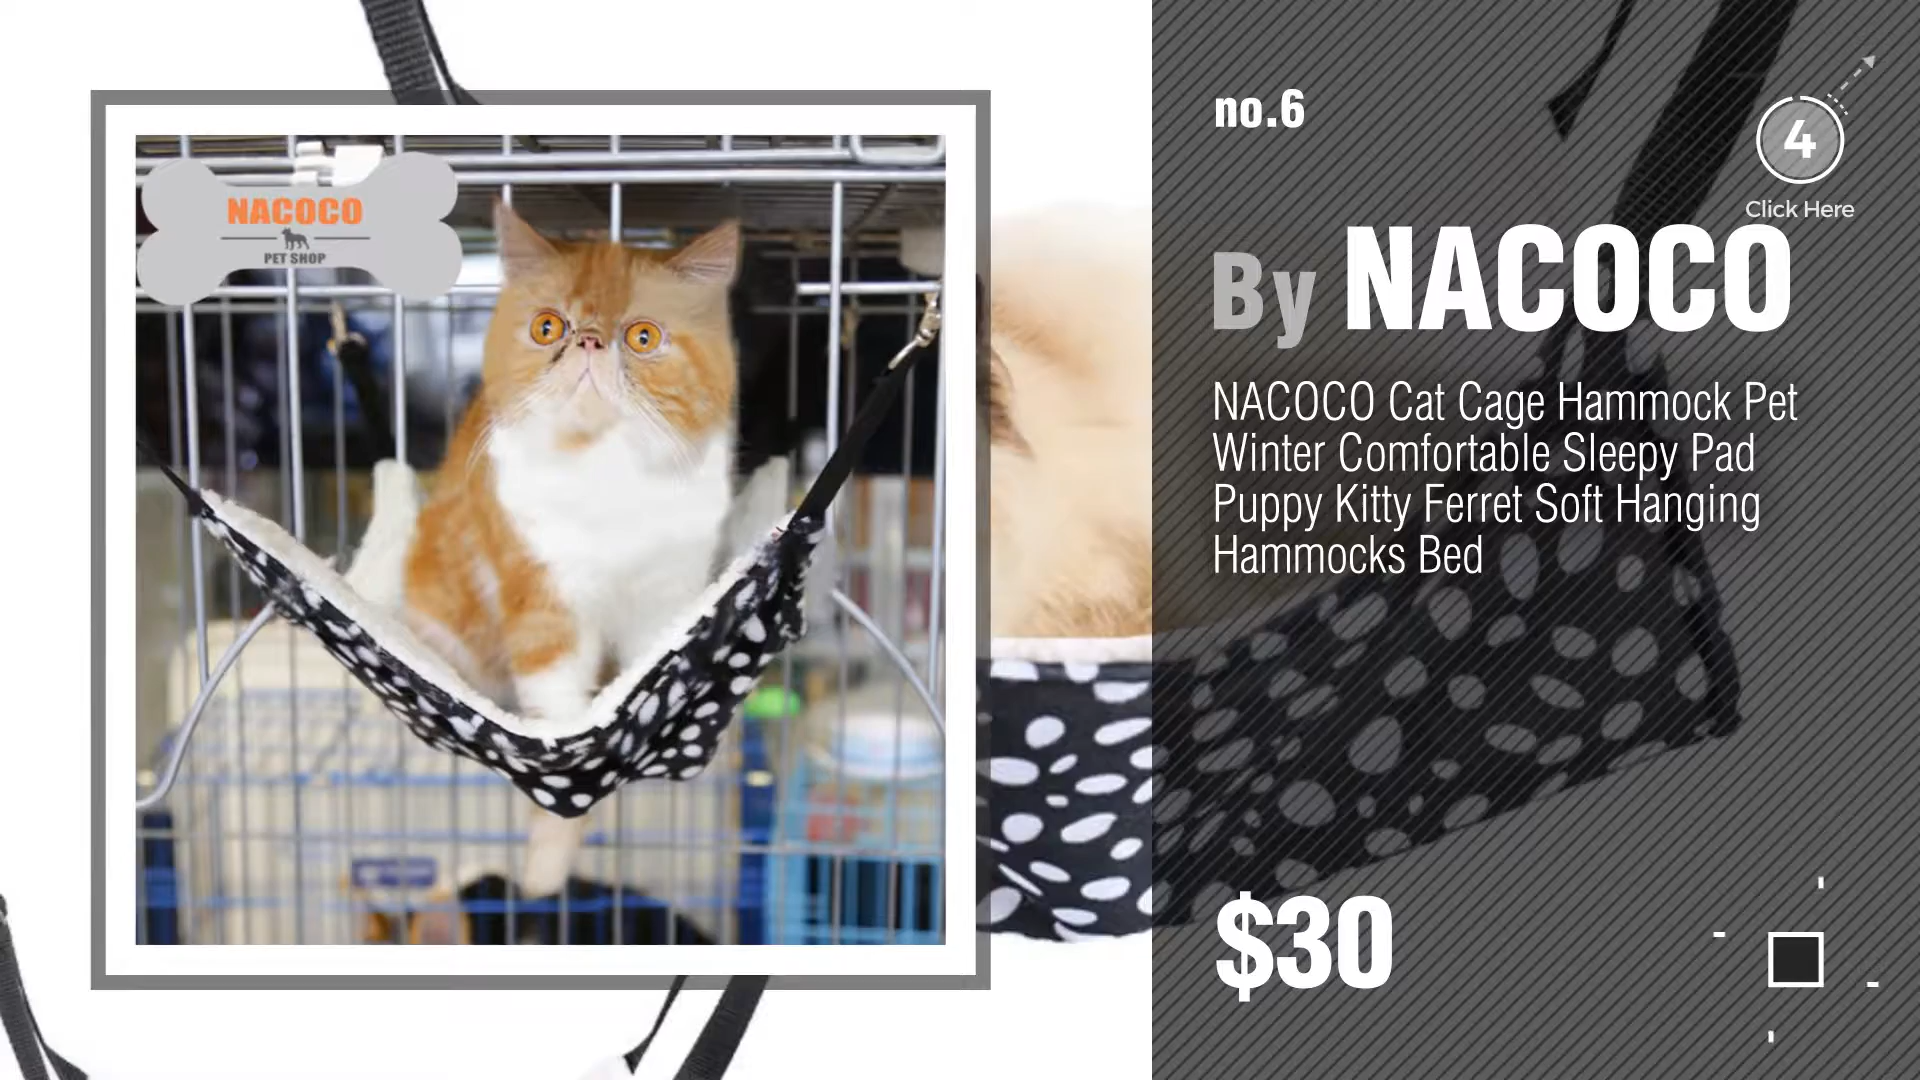 NACOCO
PET SHOP
no.6
4
Click Here
By NACOCO
NACOCO Cat Cage Hammock Pet
Winter Comfortable Sleepy Pad
Puppy Kitty Ferret Soft Hanging
Hammocks Bed
$30